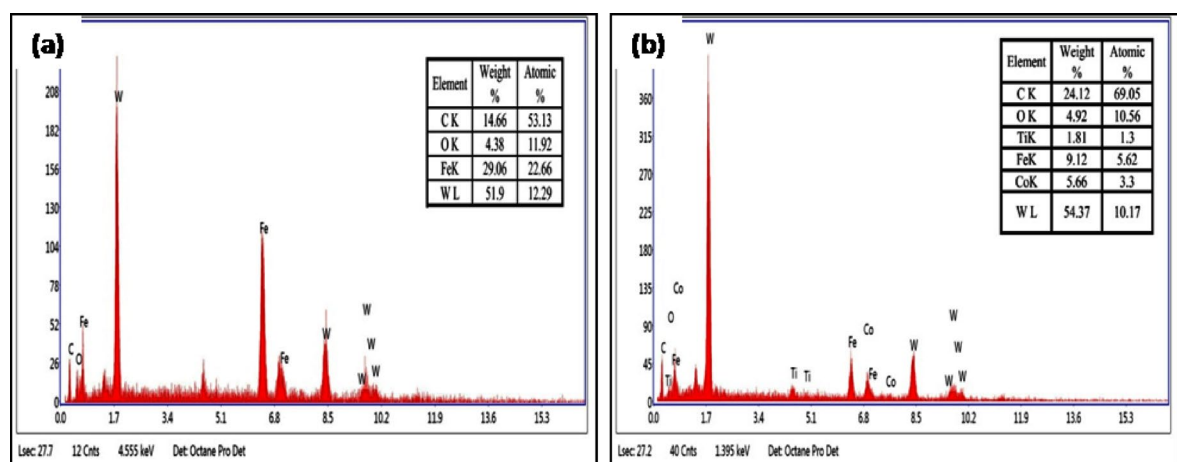 (a)
208
182
156
130
104
78
52
26
W
Fe
Fe
C
O
Fe
W
W
W
W
W
0.0 1.7 3.4 5.1 6.8 8.5 10.2 11.9 13.6 15.3
Element Weight % Atomic %
C K 14.66 53.13
O K 4.38 11.92
FeK 29.06 22.66
W L 51.9 12.29
Lsec: 27.7 12 Cnts 4.555 keV Det: Octane Pro Det
(b)
360
315
270
225
180
135
90
45
W
Co
O
C
Fe
Ti
Ti
Ti
Fe
Co
Fe
Co
W
W
W
W
W
0.0 1.7 3.4 5.1 6.8 8.5 10.2 11.9 13.6 15.3
Element Weight % Atomic %
C K 24.12 69.05
O K 4.92 10.56
TiK 1.81 1.3
FeK 9.12 5.62
CoK 5.66 3.3
W L 54.37 10.17
Lsec: 27.2 40 Cnts 1.395 keV Det: Octane Pro Det